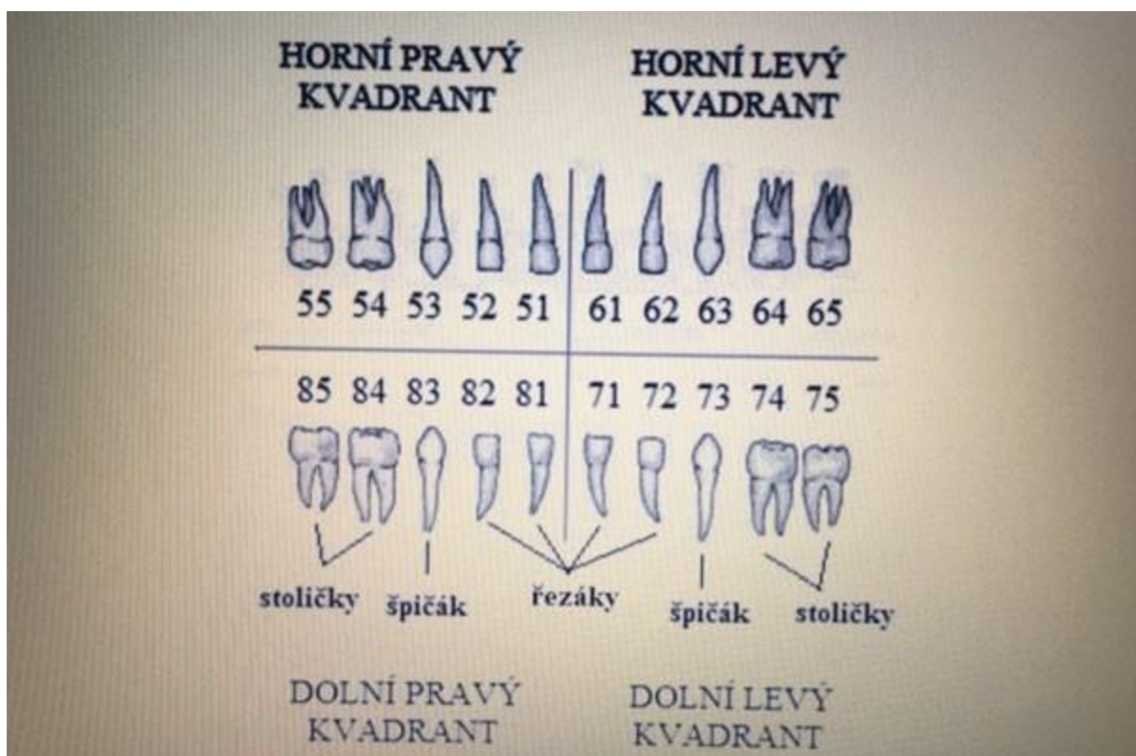 HORNÍ PRAVÝ
KVADRANT
HORNÍ LEVÝ
KVADRANT
55 54 53 52 51 61 62 63 64 65
85 84 83 82 81 71 72 73 74 75
stoličky špičák řezáky špičák stoličky
DOLNÍ PRAVÝ
KVADRANT
DOLNÍ LEVÝ
KVADRANT